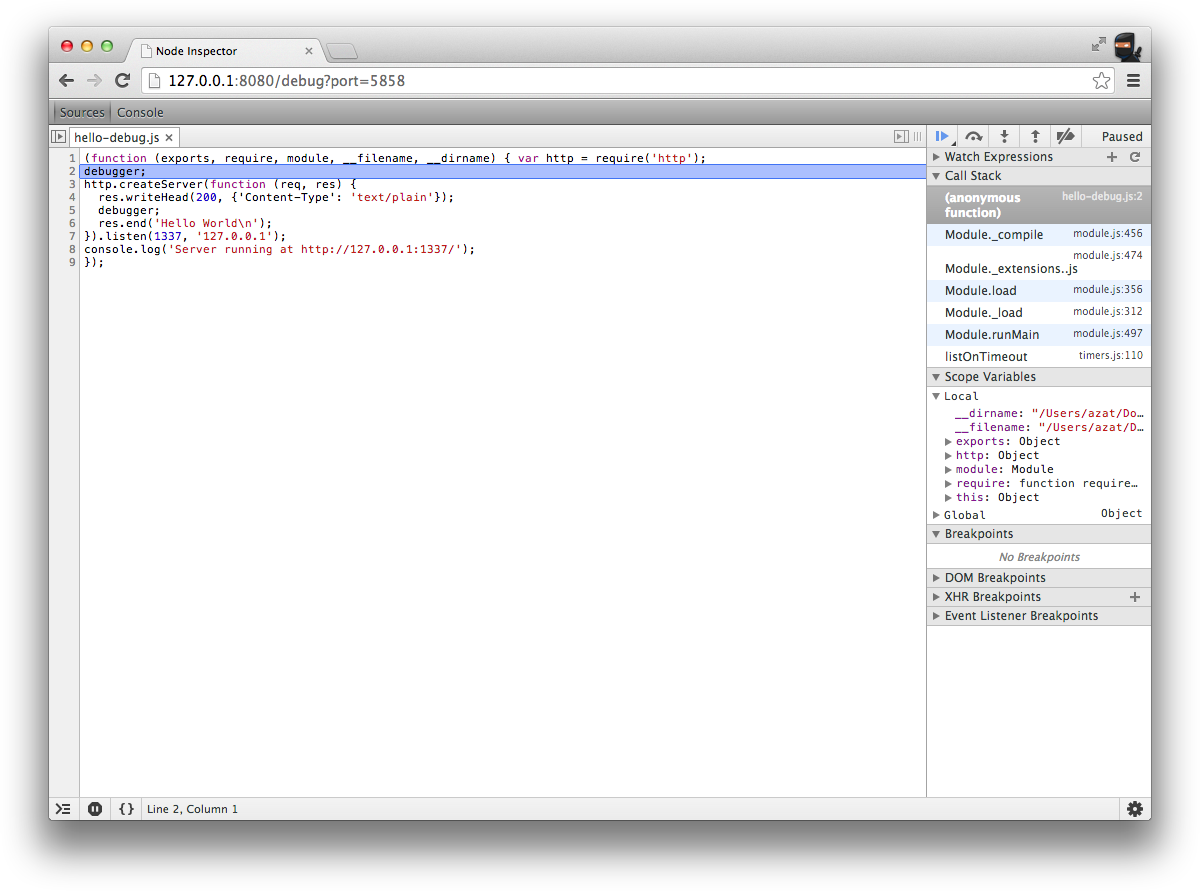 Node Inspector
127.0.0.1:8080/debug?port=5858
Sources Console
hello-debug.js
Paused
1 (function (exports, require, module, __filename, __dirname) { var http = require('http');
2 debugger;
3 http.createServer(function (req, res) {
4 res.writeHead(200, {'Content-Type': 'text/plain'});
5 debugger;
6 res.end('Hello World\n');
7 }).listen(1337, '127.0.0.1');
8 console.log('Server running at http://127.0.0.1:1337/');
9 });
Watch Expressions
Call Stack
(anonymous function) hello-debug.js:2
Module._compile module.js:456
module.js:474
Module._extensions..js
Module.load module.js:356
Module._load module.js:312
Module.runMain module.js:497
listOnTimeout timers.js:110
Scope Variables
Local
__dirname: "/Users/azat/Do…
__filename: "/Users/azat/D…
exports: Object
http: Object
module: Module
require: function require…
this: Object
Global Object
Breakpoints
No Breakpoints
DOM Breakpoints
XHR Breakpoints
Event Listener Breakpoints
{} Line 2, Column 1